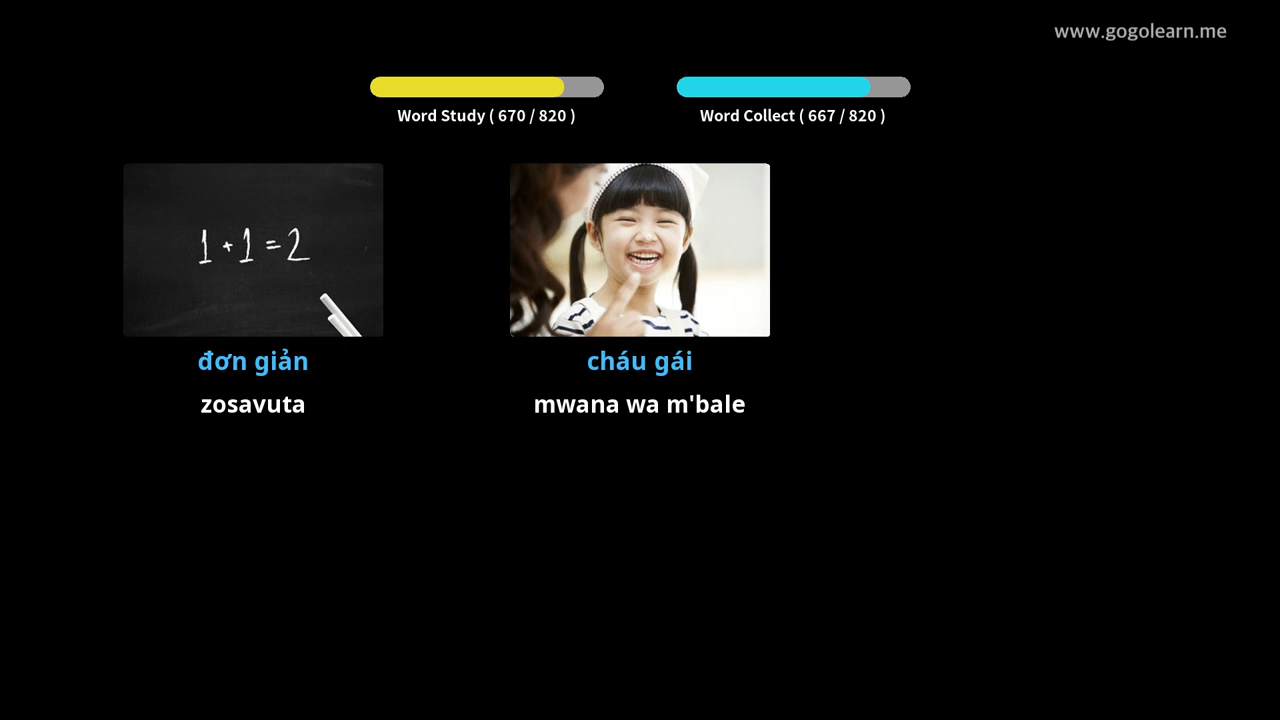 www.gogolearn.me
Word Study ( 670 / 820 )
Word Collect ( 667 / 820 )
1 + 1 = 2
đơn giản
zosavuta
cháu gái
mwana wa m'bale